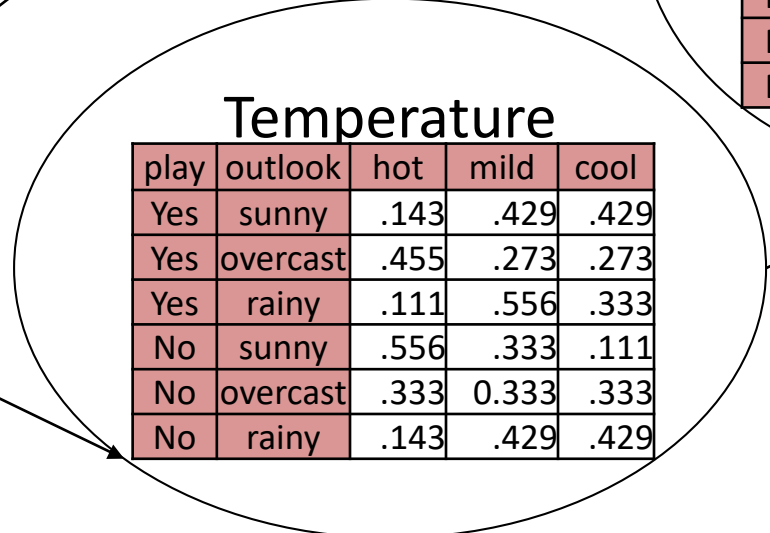 Temperature
play outlook hot mild cool
Yes sunny .143 .429 .429
Yes overcast .455 .273 .273
Yes rainy .111 .556 .333
No sunny .556 .333 .111
No overcast .333 0.333 .333
No rainy .143 .429 .429